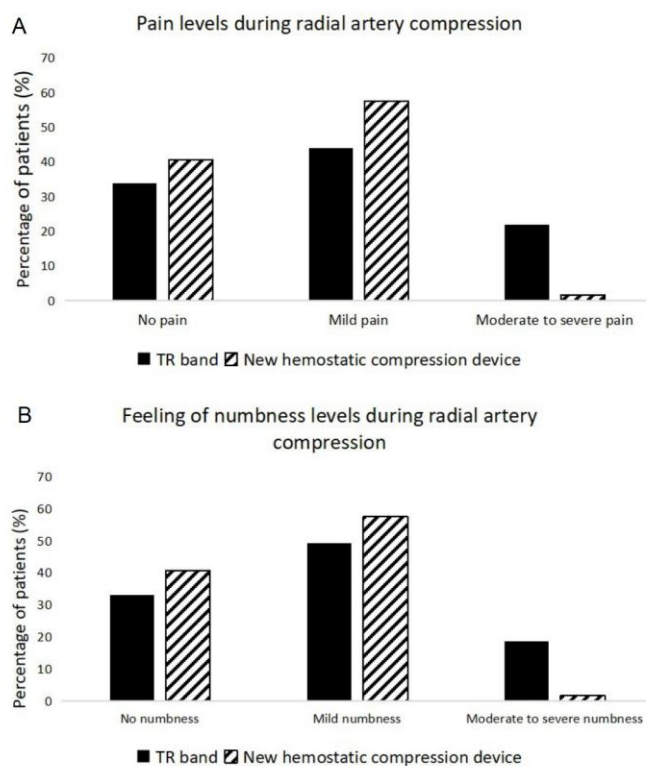 A
Pain levels during radial artery compression
Percentage of patients (%)
70
60
50
40
30
20
10
0
No pain Mild pain Moderate to severe pain
TR band New hemostatic compression device
B
Feeling of numbness levels during radial artery
compression
Percentage of patients (%)
70
60
50
40
30
20
10
0
No numbness Mild numbness Moderate to severe numbness
TR band New hemostatic compression device